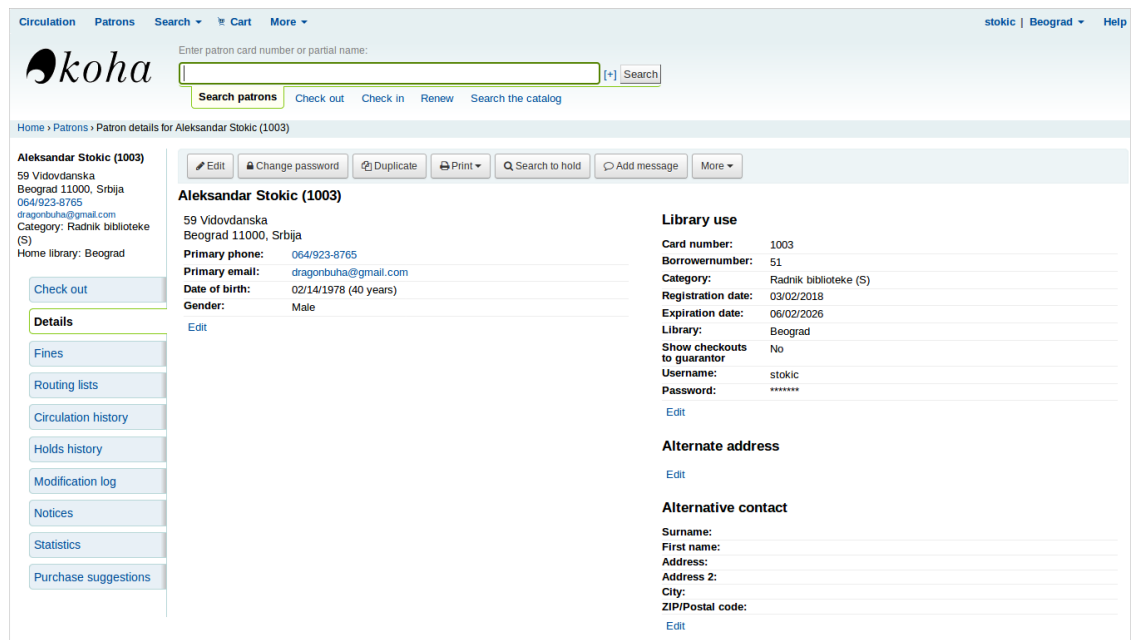 Circulation Patrons Search Cart More stokic | Beograd Help
koha
Enter patron card number or partial name:
[+] Search
Search patrons Check out Check in Renew Search the catalog
Home › Patrons › Patron details for Aleksandar Stokic (1003)
Aleksandar Stokic (1003)
59 Vidovdanska
Beograd 11000, Srbija
064/923-8765
dragonbuha@gmail.com
Category: Radnik biblioteke
(S)
Home library: Beograd
Check out
Details
Fines
Routing lists
Circulation history
Holds history
Modification log
Notices
Statistics
Purchase suggestions
Edit Change password Duplicate Print Search to hold Add message More
Aleksandar Stokic (1003)
59 Vidovdanska
Beograd 11000, Srbija
Primary phone: 064/923-8765
Primary email: dragonbuha@gmail.com
Date of birth: 02/14/1978 (40 years)
Gender: Male
Edit
Library use
Card number: 1003
Borrowernumber: 51
Category: Radnik biblioteke (S)
Registration date: 03/02/2018
Expiration date: 06/02/2026
Library: Beograd
Show checkouts No
to guarantor
Username: stokic
Password: *******
Edit
Alternate address
Edit
Alternative contact
Surname:
First name:
Address:
Address 2:
City:
ZIP/Postal code:
Edit